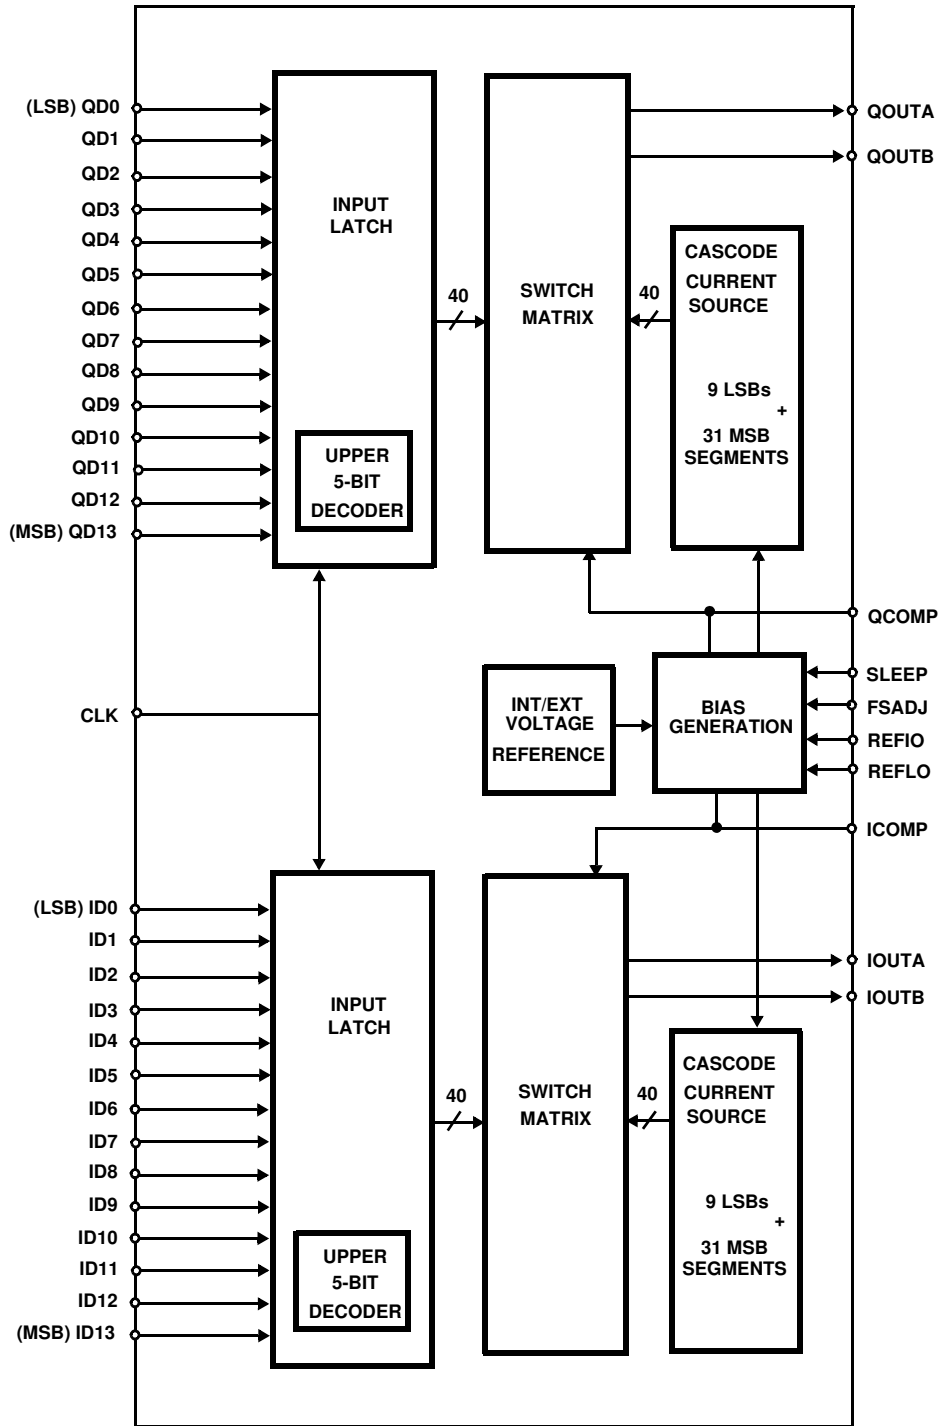 (LSB) QD0
QD1
QD2
QD3
QD4
QD5
QD6
QD7
QD8
QD9
QD10
QD11
QD12
(MSB) QD13
INPUT
LATCH
UPPER
5-BIT
DECODER
40
SWITCH
MATRIX
40
CASCODE
CURRENT
SOURCE
9 LSBs
+
31 MSB
SEGMENTS
QOUTA
QOUTB
QCOMP
SLEEP
FSADJ
REFIO
REFLO
ICOMP
CLK
INT/EXT
VOLTAGE
REFERENCE
BIAS
GENERATION
(LSB) ID0
ID1
ID2
ID3
ID4
ID5
ID6
ID7
ID8
ID9
ID10
ID11
ID12
(MSB) ID13
INPUT
LATCH
UPPER
5-BIT
DECODER
40
SWITCH
MATRIX
40
CASCODE
CURRENT
SOURCE
9 LSBs
+
31 MSB
SEGMENTS
IOUTA
IOUTB